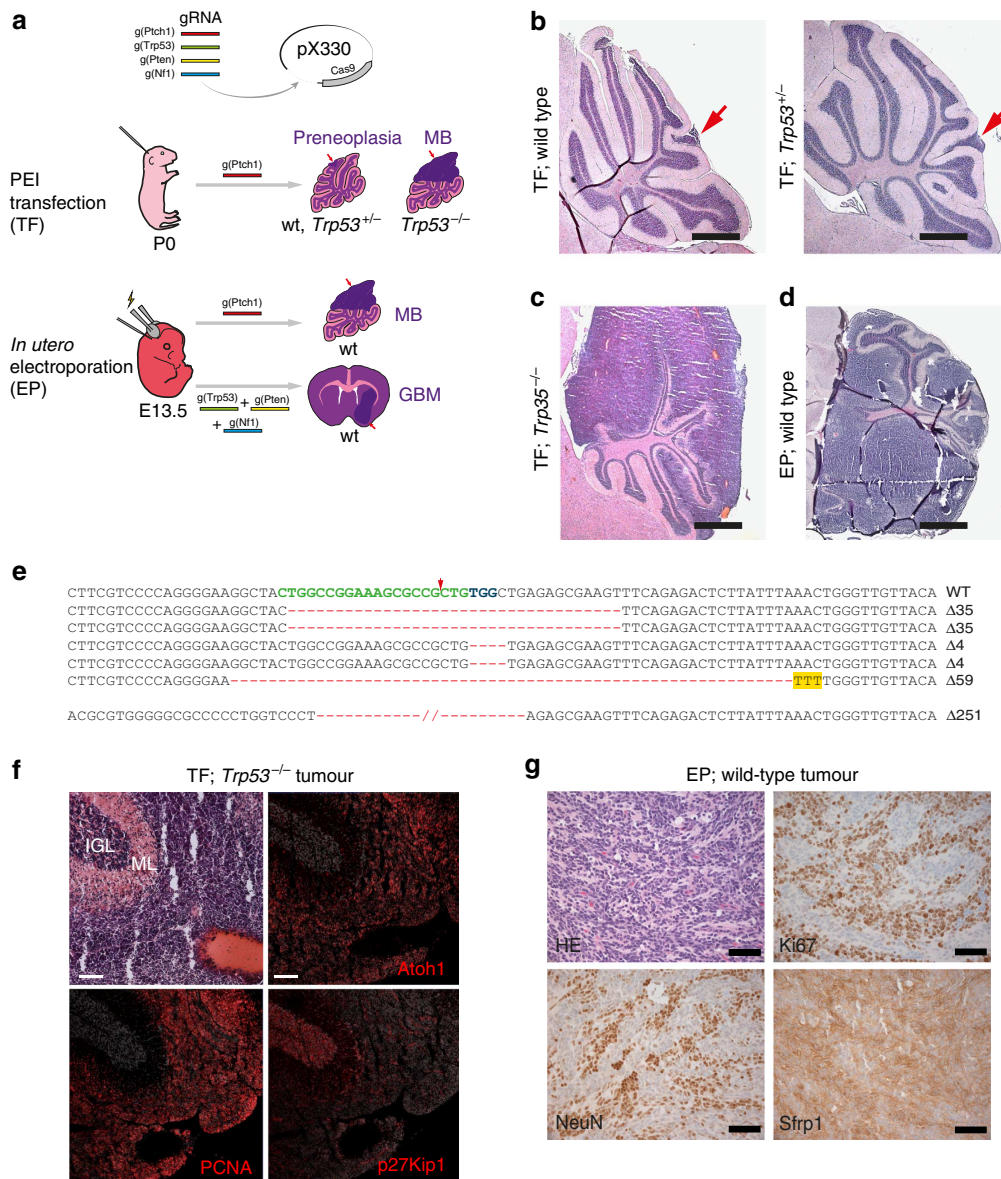 a
gRNA
g(Ptch1)
g(Trp53)
g(Pten)
g(Nf1)
pX330
Cas9
PEI
transfection
(TF)
P0
g(Ptch1)
Preneoplasia
MB
wt, Trp53+/–
Trp53–/–
In utero
electroporation
(EP)
E13.5
g(Ptch1)
MB
wt
g(Trp53) + g(Pten)
+ g(Nf1)
GBM
wt
b
TF; wild type
TF; Trp53+/–
c
TF; Trp35–/–
d
EP; wild type
e
CTTCGTCCCCAGGGGAAGGCTACTGGCCGGAAAGCGCCGCTGTGGCTGAGAGCGAAGTTTCAGAGACTCTTATTTAAACTGGGTTGTTACA WT
CTTCGTCCCCAGGGGAAGGCTAC-----------------------------------TTCAGAGACTCTTATTTAAACTGGGTTGTTACA Δ35
CTTCGTCCCCAGGGGAAGGCTAC-----------------------------------TTCAGAGACTCTTATTTAAACTGGGTTGTTACA Δ35
CTTCGTCCCCAGGGGAAGGCTACTGGCCGGAAAGCGCCGCTG----TGAGAGCGAAGTTTCAGAGACTCTTATTTAAACTGGGTTGTTACA Δ4
CTTCGTCCCCAGGGGAAGGCTACTGGCCGGAAAGCGCCGCTG----TGAGAGCGAAGTTTCAGAGACTCTTATTTAAACTGGGTTGTTACA Δ4
CTTCGTCCCCAGGGGAA-----------------------------------------------------------TTTTGGGTTGTTACA Δ59
ACGCGTGGGGGCGCCCCCTGGTCCCT-----------//---------AGAGCGAAGTTTCAGAGACTCTTATTTAAACTGGGTTGTTACA Δ251
f
TF; Trp53–/– tumour
IGL
ML
Atoh1
PCNA
p27Kip1
g
EP; wild-type tumour
HE
Ki67
NeuN
Sfrp1